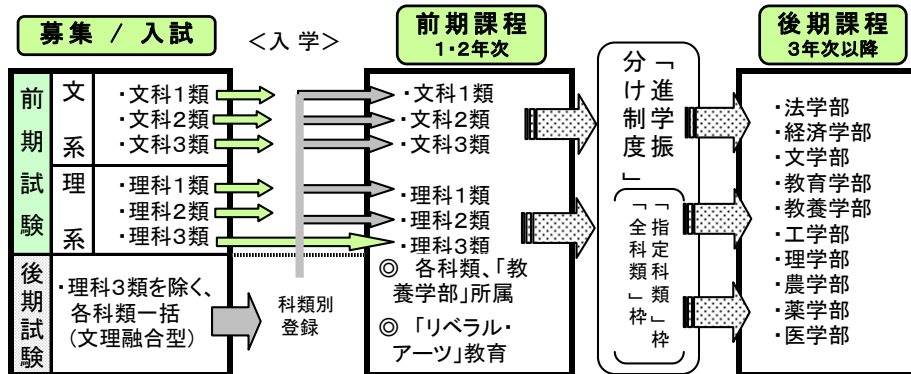 募集 / 入試
＜入 学＞
前期課程
1・2年次
後期課程
3年次以降
前期試験
文系
・文科1類
・文科2類
・文科3類
理系
・理科1類
・理科2類
・理科3類
後期試験
・理科3類を除く、
各科類一括
(文理融合型)
科類別
登録
・文科1類
・文科2類
・文科3類
・理科1類
・理科2類
・理科3類
◎ 各科類、「教
養学部」所属
◎ 「リベラル・
アーツ」教育
「進学振
分け制度」
「指定科類」枠
「全科類」枠
・法学部
・経済学部
・文学部
・教育学部
・教養学部
・工学部
・理学部
・農学部
・薬学部
・医学部